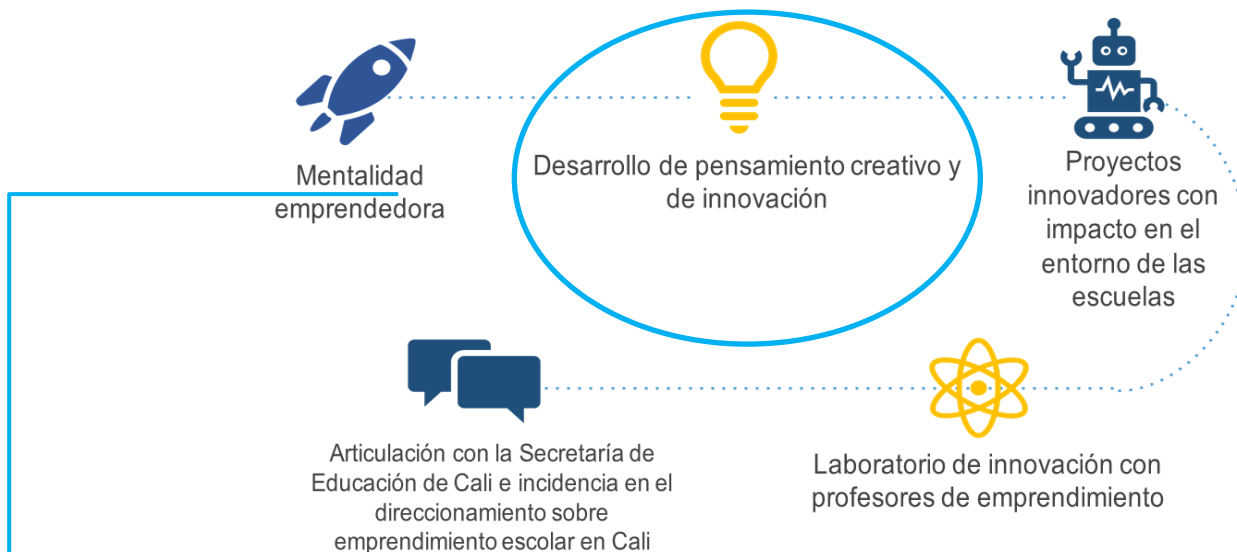 Mentalidad
emprendedora
Desarrollo de pensamiento creativo y
de innovación
Proyectos
innovadores con
impacto en el
entorno de las
escuelas
Articulación con la Secretaría de
Educación de Cali e incidencia en el
direccionamiento sobre
emprendimiento escolar en Cali
Laboratorio de innovación con
profesores de emprendimiento